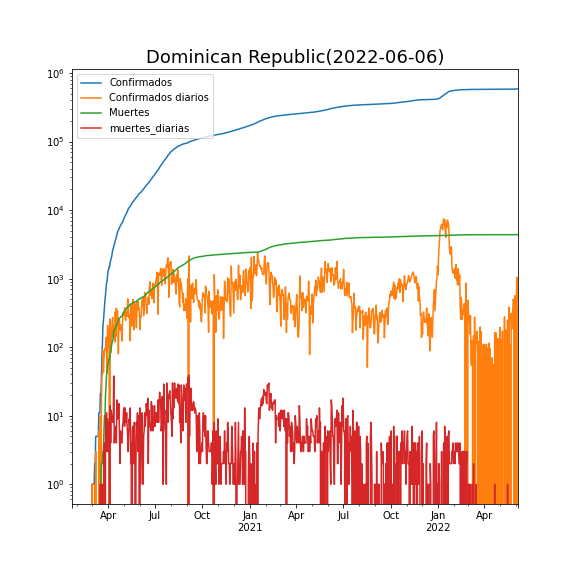 Dominican Republic(2022-06-06)
Confirmados
Confirmados diarios
Muertes
muertes_diarias
10^6
10^5
10^4
10^3
10^2
10^1
10^0
Apr Jul Oct Jan Apr Jul Oct Jan Apr
2021 2022